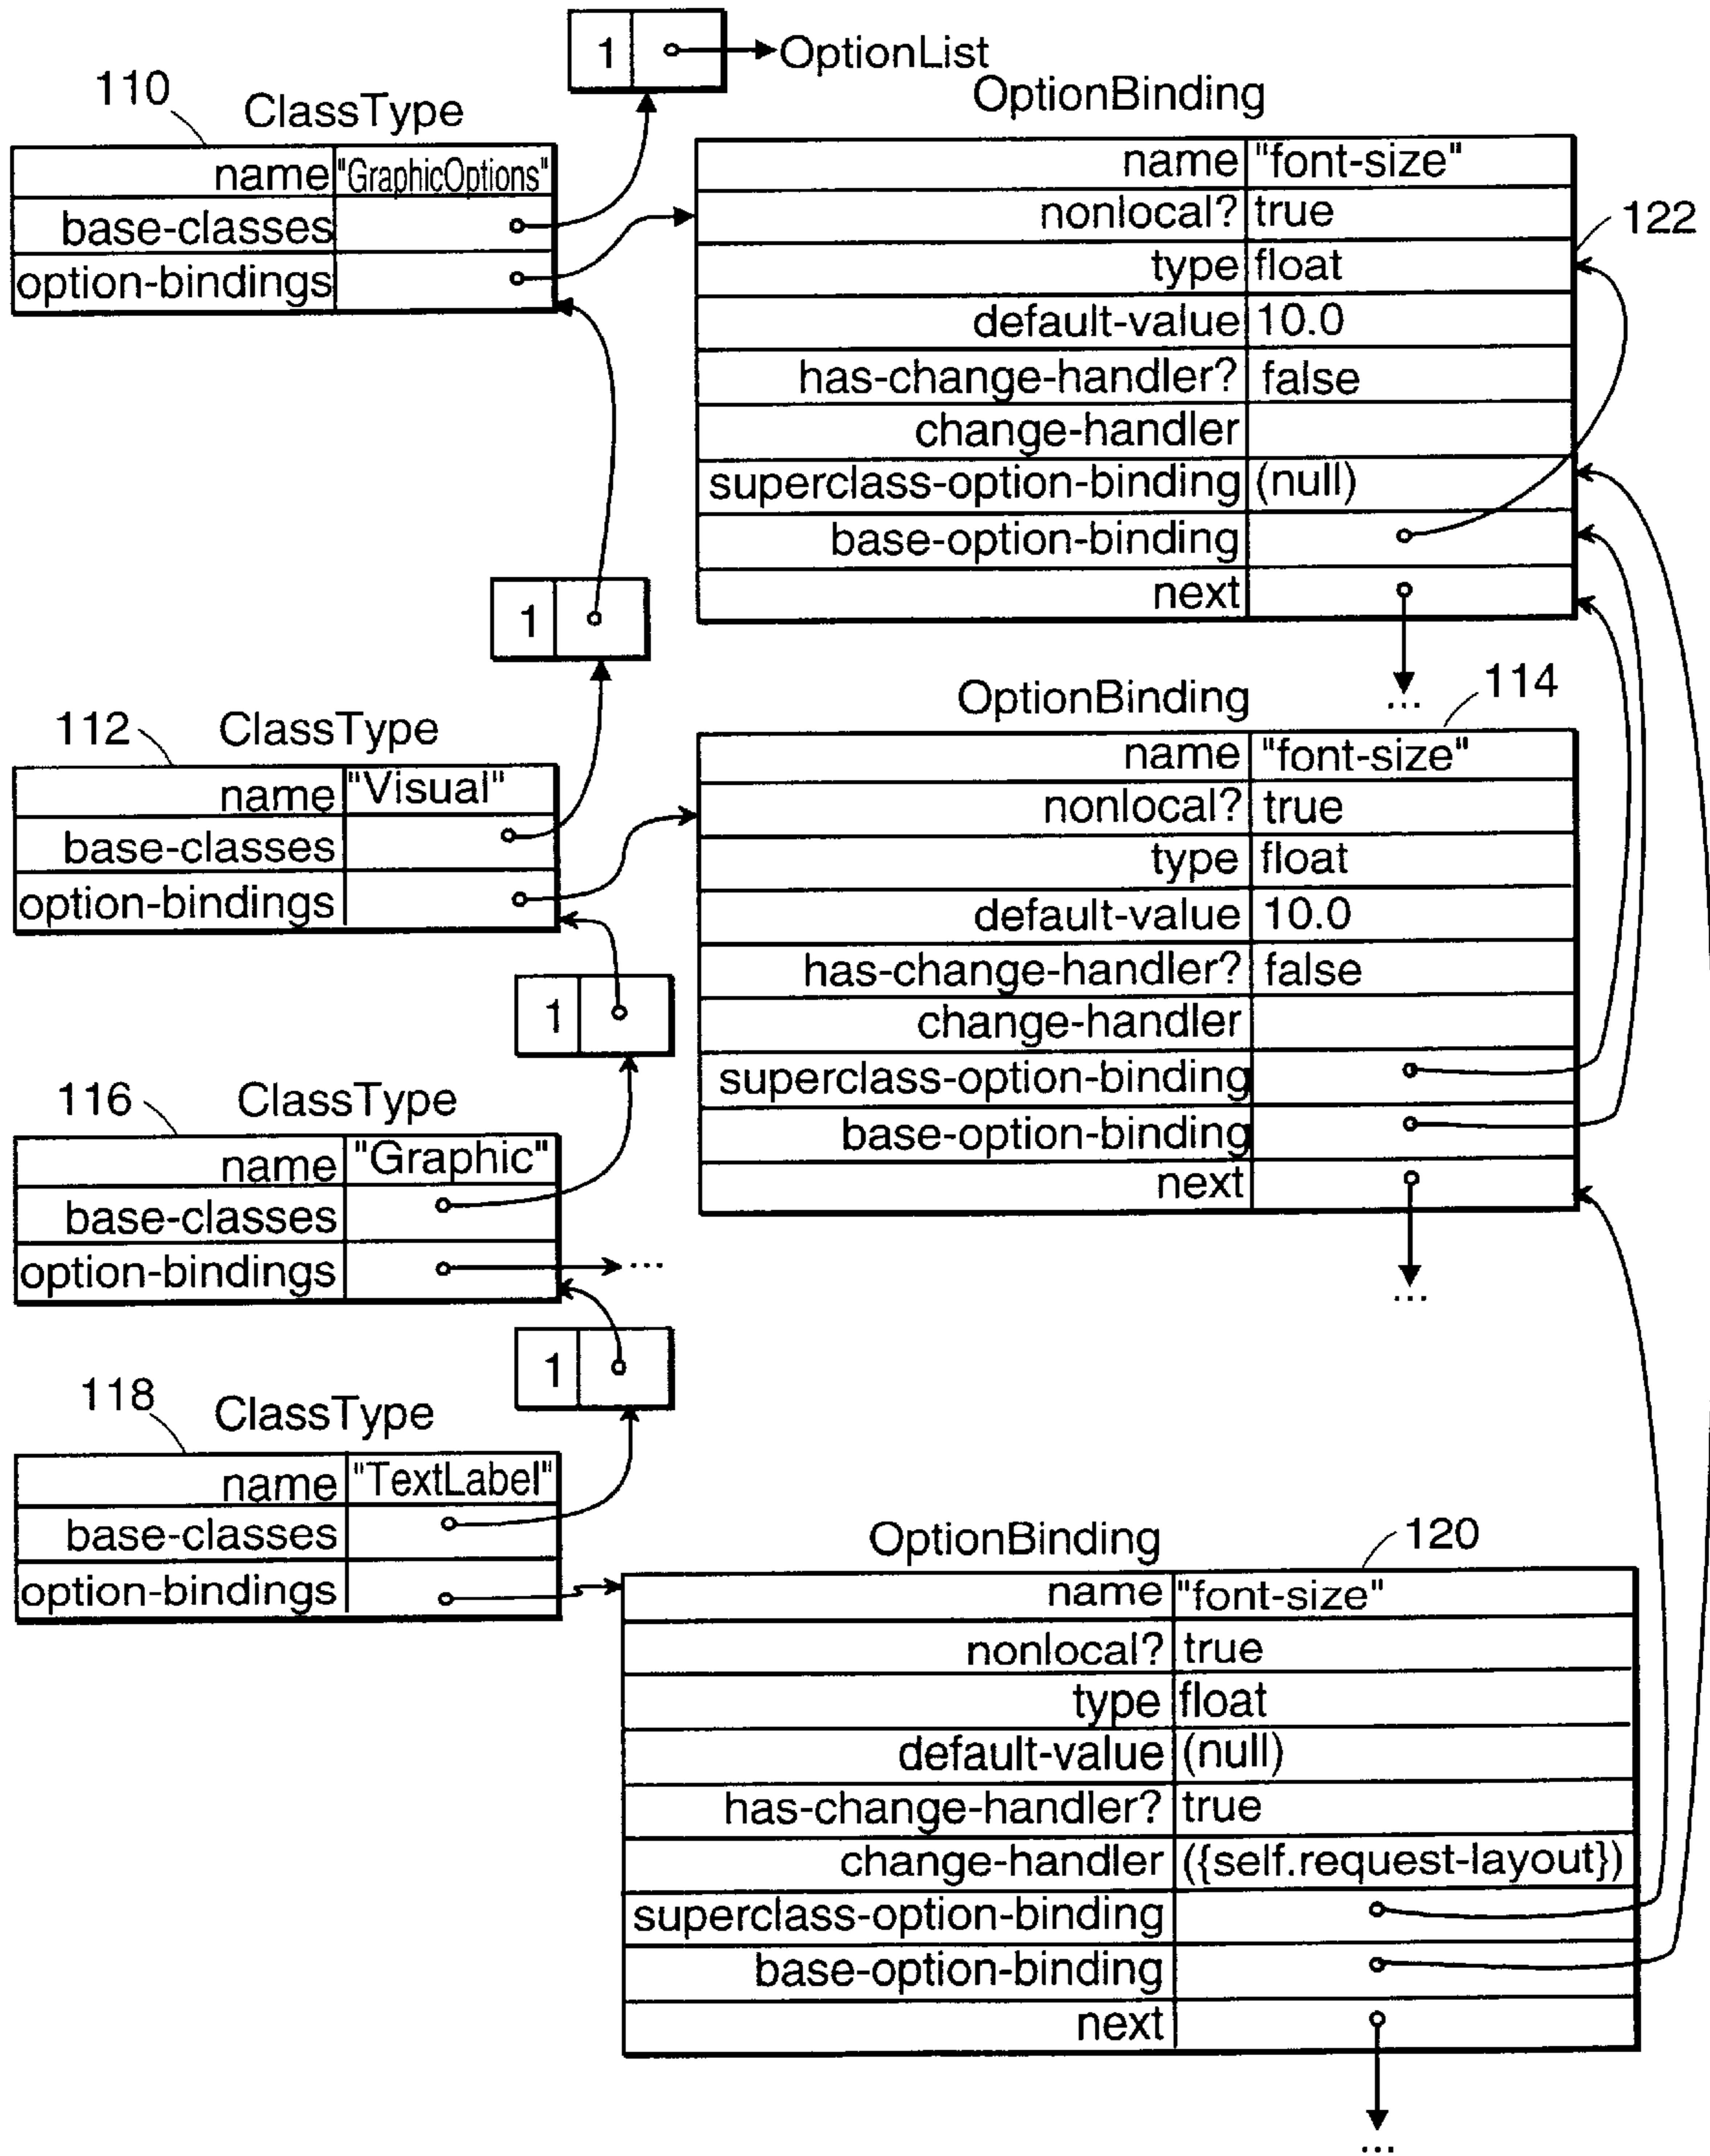 1 OptionList
110 ClassType
name "GraphicOptions"
base-classes
option-bindings
OptionBinding
name "font-size"
nonlocal? true
122
type float
default-value 10.0
has-change-handler? false
change-handler
superclass-option-binding (null)
base-option-binding
next
...
1
112 ClassType
name "Visual"
base-classes
option-bindings
OptionBinding 114
name "font-size"
nonlocal? true
type float
default-value 10.0
has-change-handler? false
change-handler
superclass-option-binding
base-option-binding
next
...
1
116 ClassType
name "Graphic"
base-classes
option-bindings ...
1
118 ClassType
name "TextLabel"
base-classes
option-bindings
OptionBinding 120
name "font-size"
nonlocal? true
type float
default-value (null)
has-change-handler? true
change-handler ({self.request-layout})
superclass-option-binding
base-option-binding
next
...